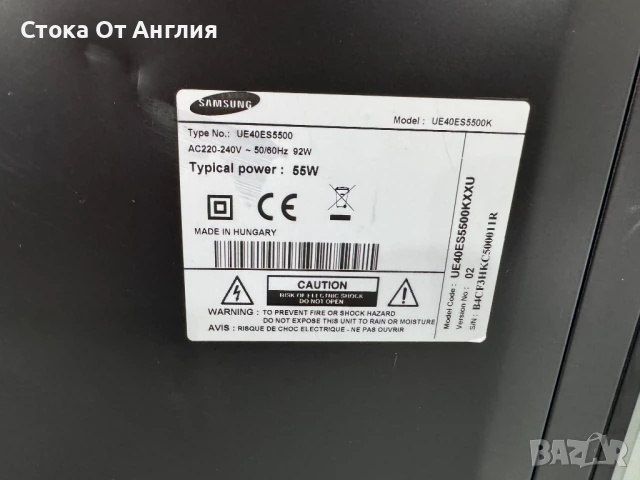 Стока От Англия
SAMSUNG
Model : UE40ES5500K
Type No.: UE40ES5500
AC220-240V ~ 50/60Hz 92W
Typical power : 55W
CE
MADE IN HUNGARY
CAUTION
RISK OF ELECTRIC SHOCK
DO NOT OPEN
WARNING : TO PREVENT FIRE OR SHOCK HAZARD
DO NOT EXPOSE THIS UNIT TO RAIN OR MOISTURE.
AVIS : RISQUE DE CHOC ELECTRIQUE - NE PAS OUVRIR
Model Code : UE40ES5500KXXU
Version No : 02
S/N : B4CF3HKC500011R
BAZAR